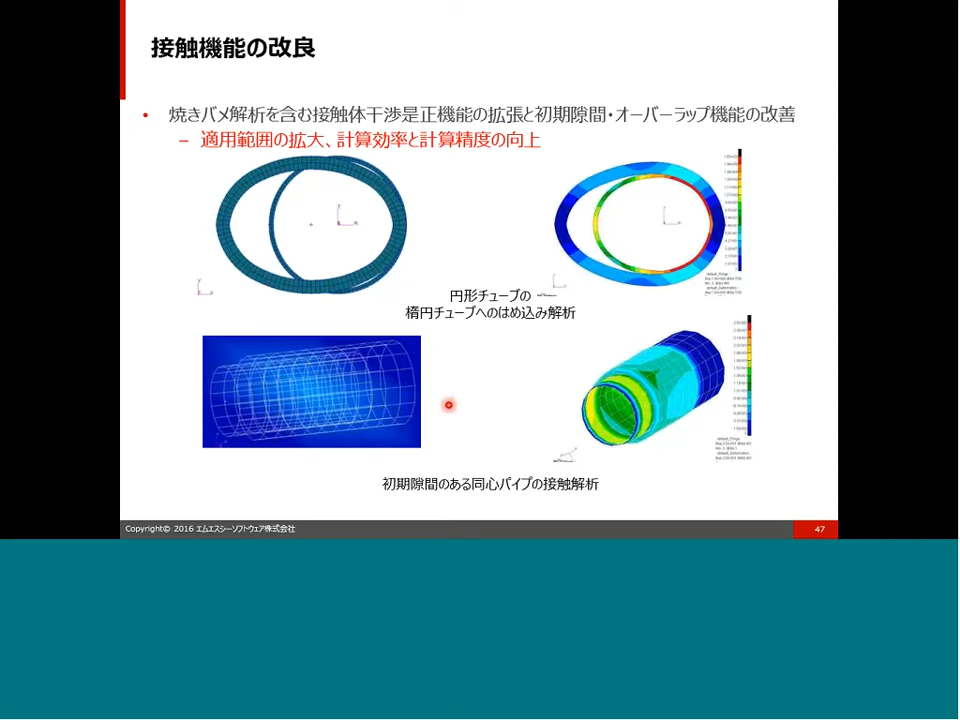 接触機能の改良
• 焼きバメ解析を含む接触体干渉是正機能の拡張と初期隙間・オーバーラップ機能の改善
– 適用範囲の拡大、計算効率と計算精度の向上
円形チューブの
楕円チューブへのはめ込み解析
初期隙間のある同心パイプの接触解析
Copyright© 2016 エムエスシーソフトウェア株式会社
47